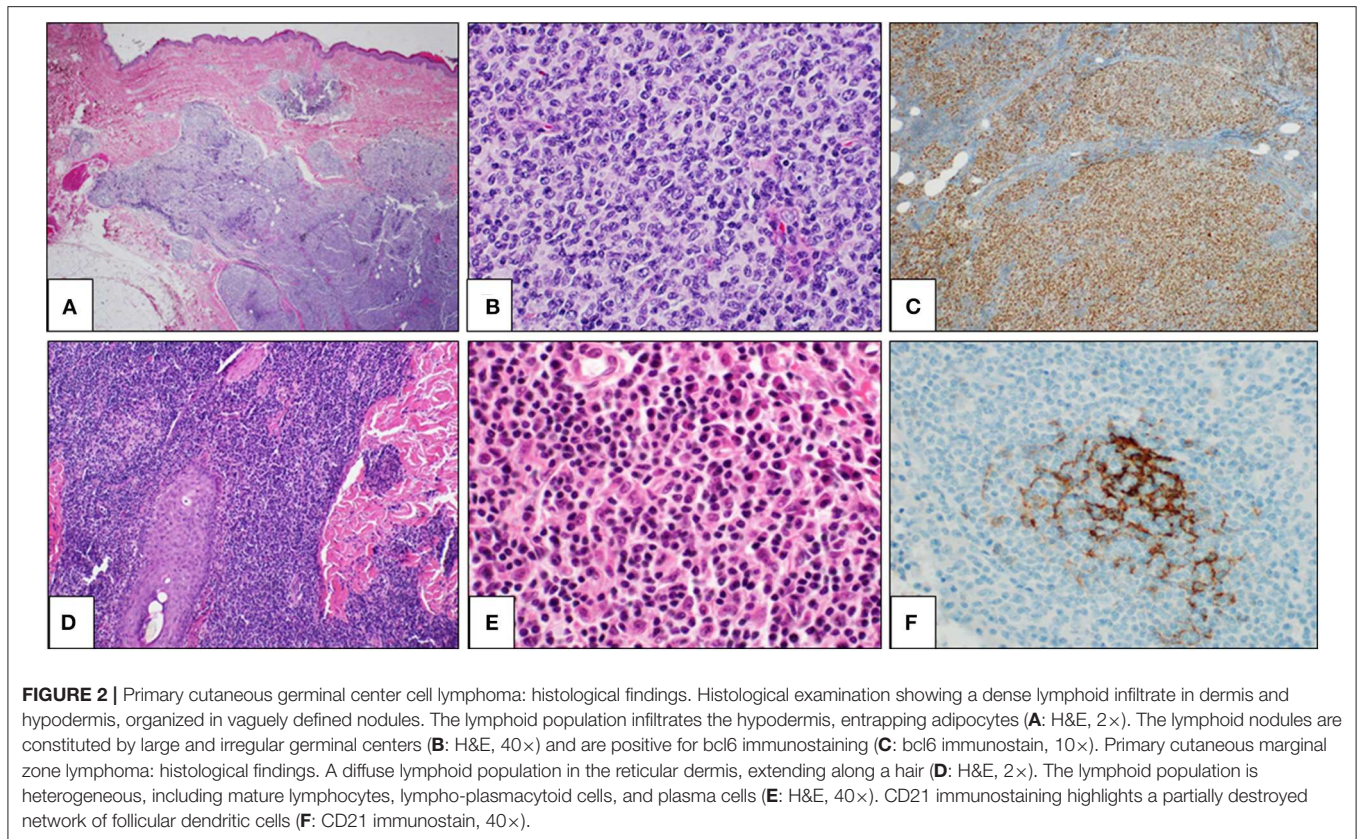 A
B
C
D
E
F
FIGURE 2 | Primary cutaneous germinal center cell lymphoma: histological findings. Histological examination showing a dense lymphoid infiltrate in dermis and
hypodermis, organized in vaguely defined nodules. The lymphoid population infiltrates the hypodermis, entrapping adipocytes (A: H&E, 2×). The lymphoid nodules are
constituted by large and irregular germinal centers (B: H&E, 40×) and are positive for bcl6 immunostaining (C: bcl6 immunostain, 10×). Primary cutaneous marginal
zone lymphoma: histological findings. A diffuse lymphoid population in the reticular dermis, extending along a hair (D: H&E, 2×). The lymphoid population is
heterogeneous, including mature lymphocytes, lympho-plasmacytoid cells, and plasma cells (E: H&E, 40×). CD21 immunostaining highlights a partially destroyed
network of follicular dendritic cells (F: CD21 immunostain, 40×).